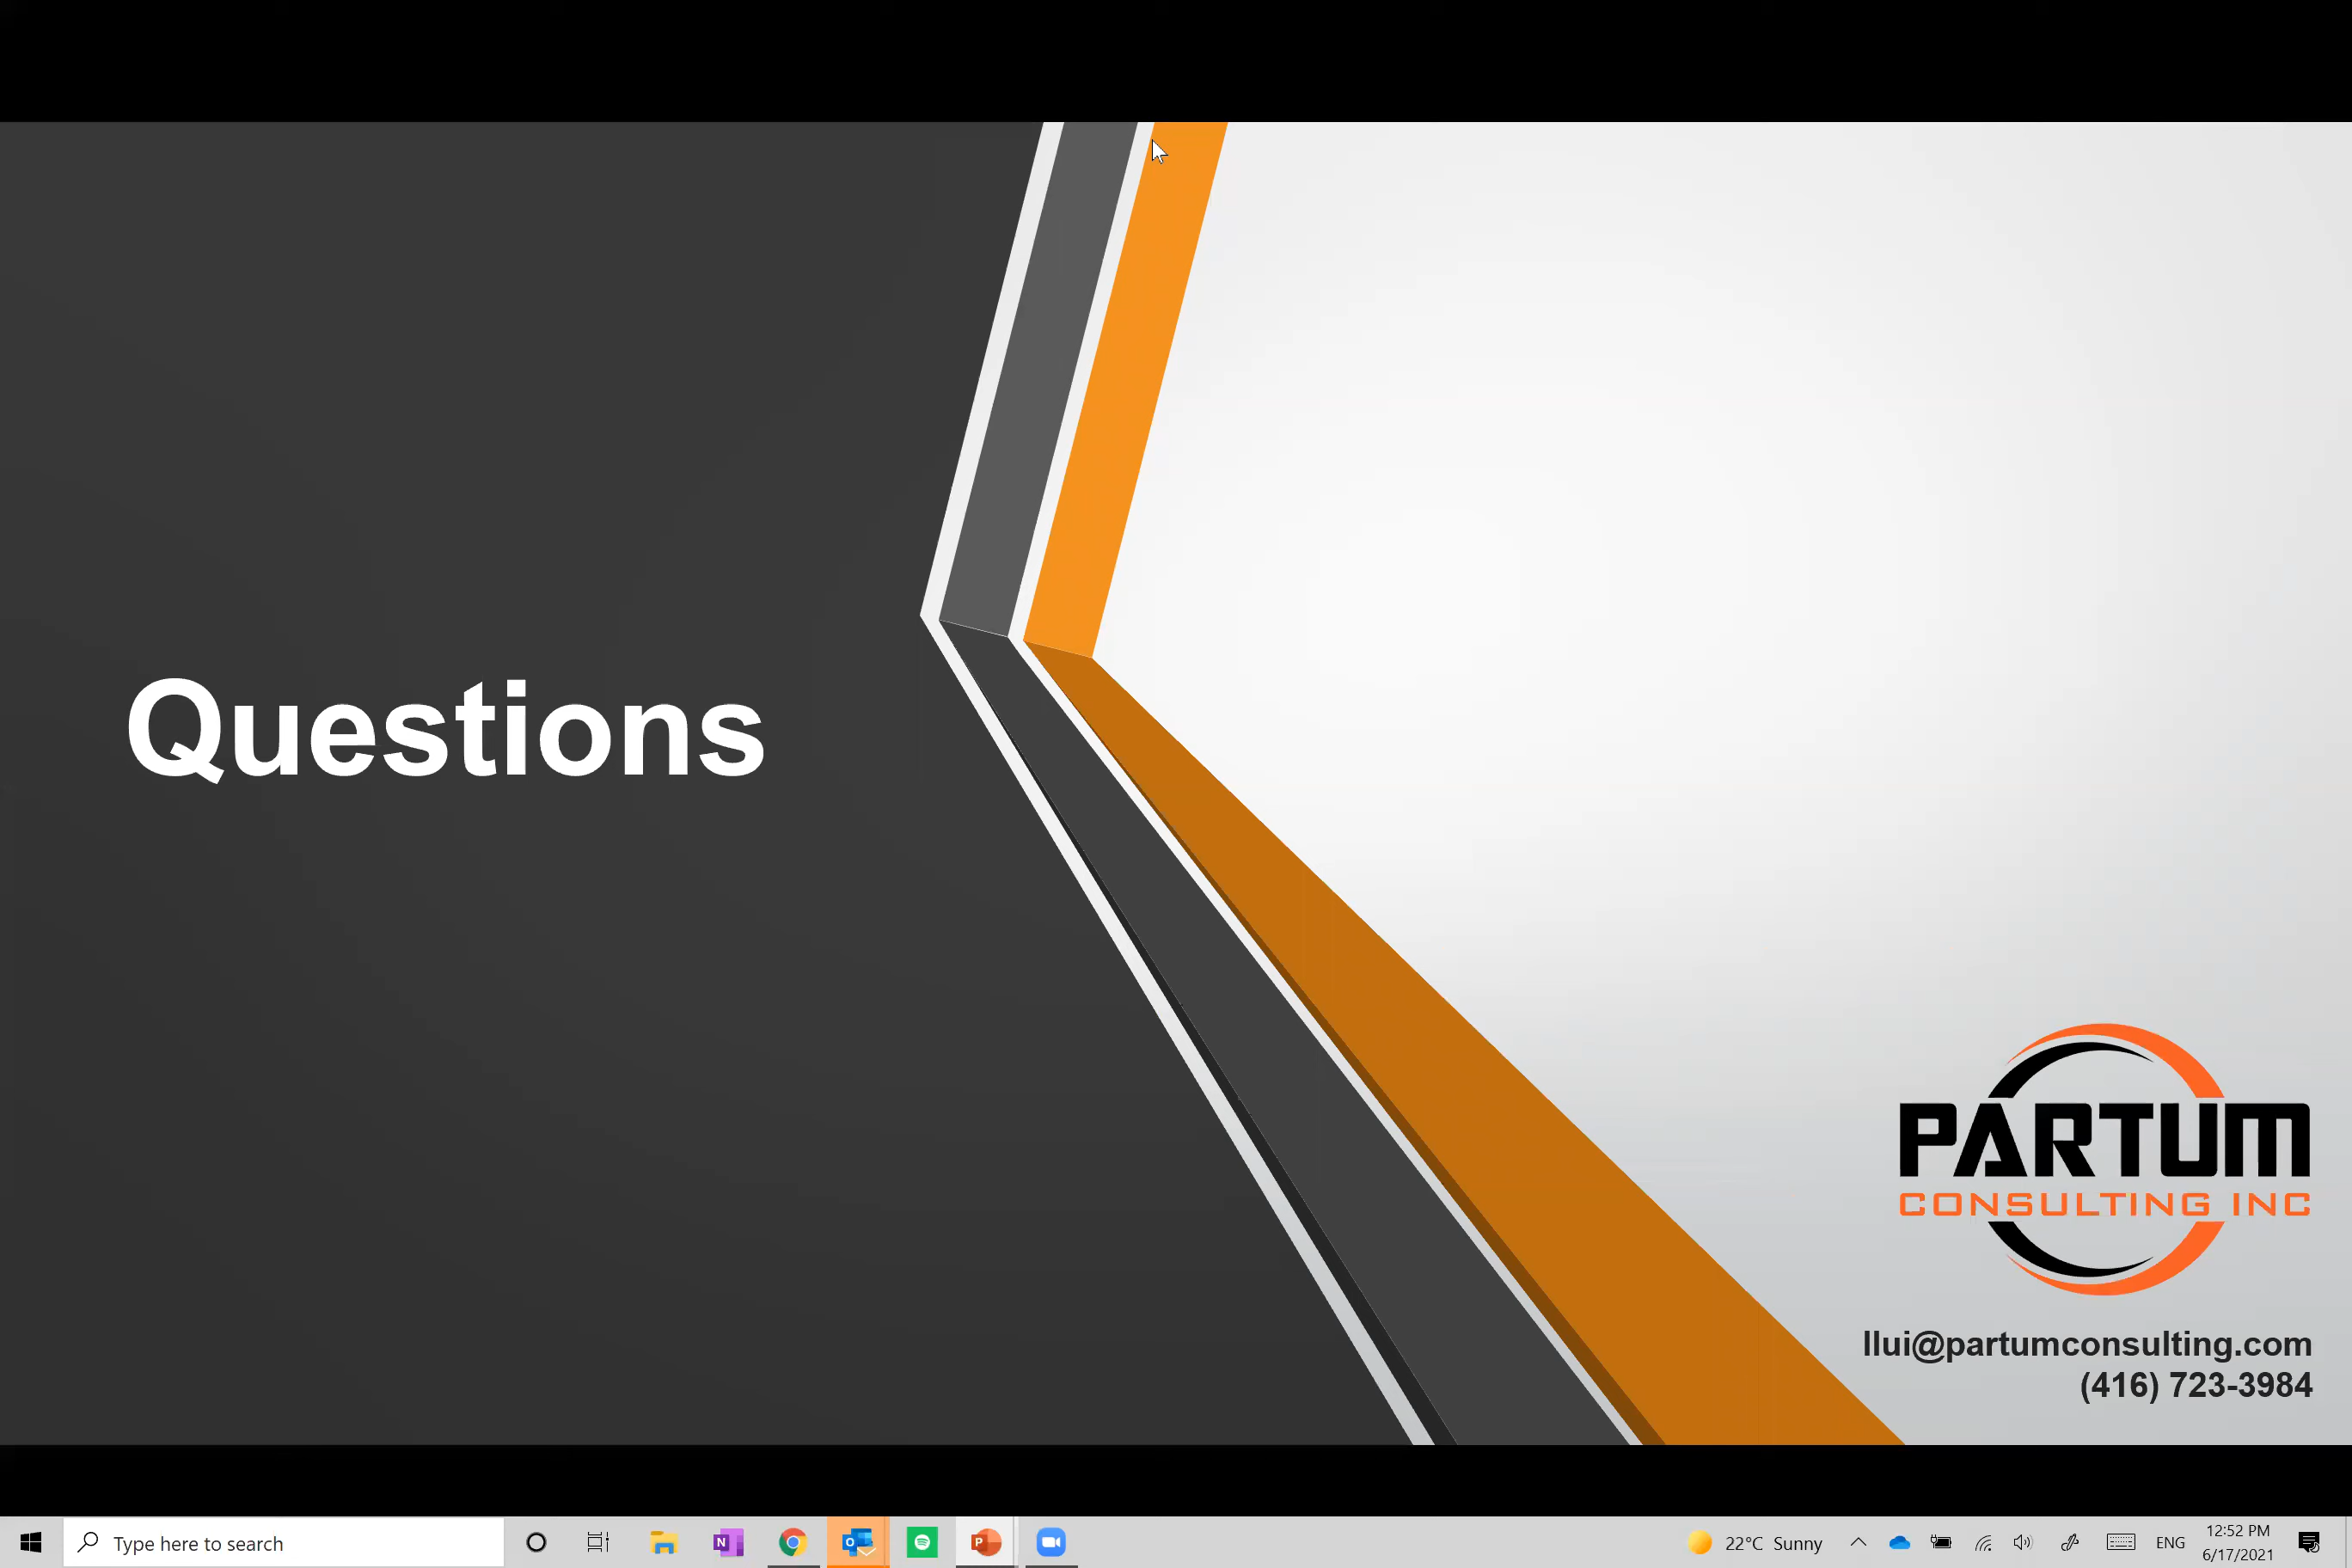 Questions
PARTUM
CONSULTING INC
llui@partumconsulting.com
(416) 723-3984
Type here to search
N
O
P
22°C Sunny
ENG
12:52 PM
6/17/2021